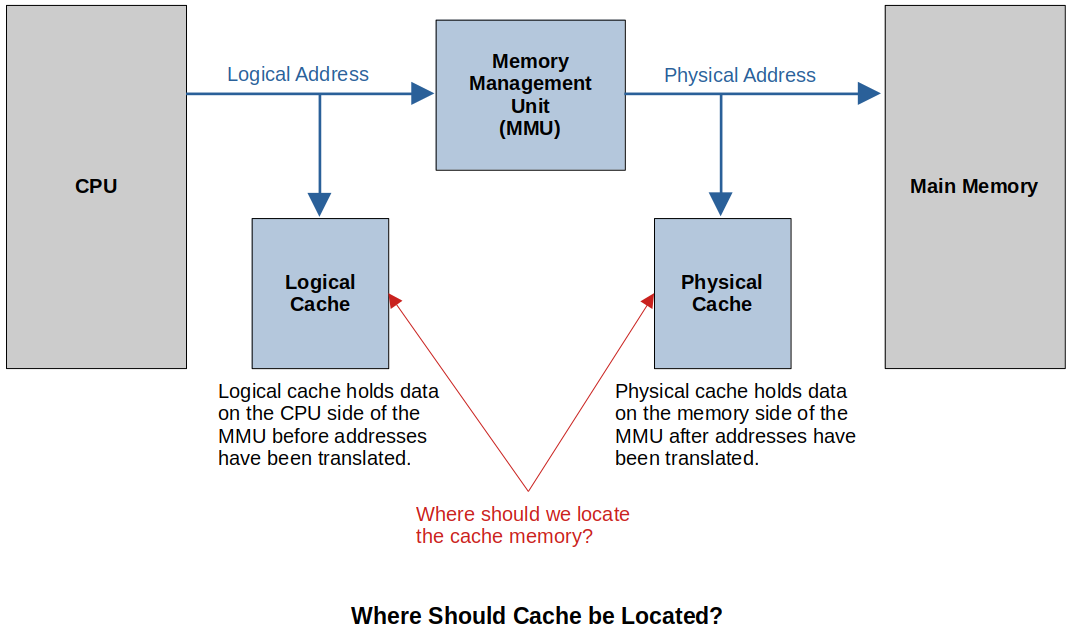 Logical Address
Memory
Management
Unit
(MMU)
Physical Address
CPU
Main Memory
Logical
Cache
Physical
Cache
Logical cache holds data
on the CPU side of the
MMU before addresses
have been translated.
Physical cache holds data
on the memory side of the
MMU after addresses have
been translated.
Where should we locate
the cache memory?
Where Should Cache be Located?